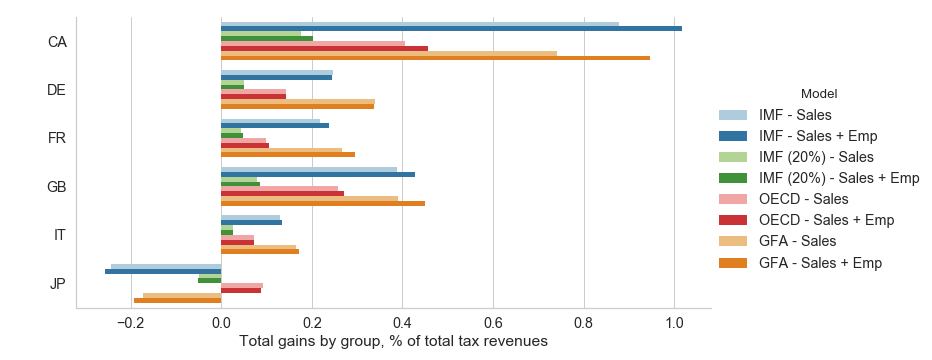 CA
DE
FR
GB
IT
JP
−0.2 0.0 0.2 0.4 0.6 0.8 1.0
Total gains by group, % of total tax revenues
Model
IMF - Sales
IMF - Sales + Emp
IMF (20%) - Sales
IMF (20%) - Sales + Emp
OECD - Sales
OECD - Sales + Emp
GFA - Sales
GFA - Sales + Emp